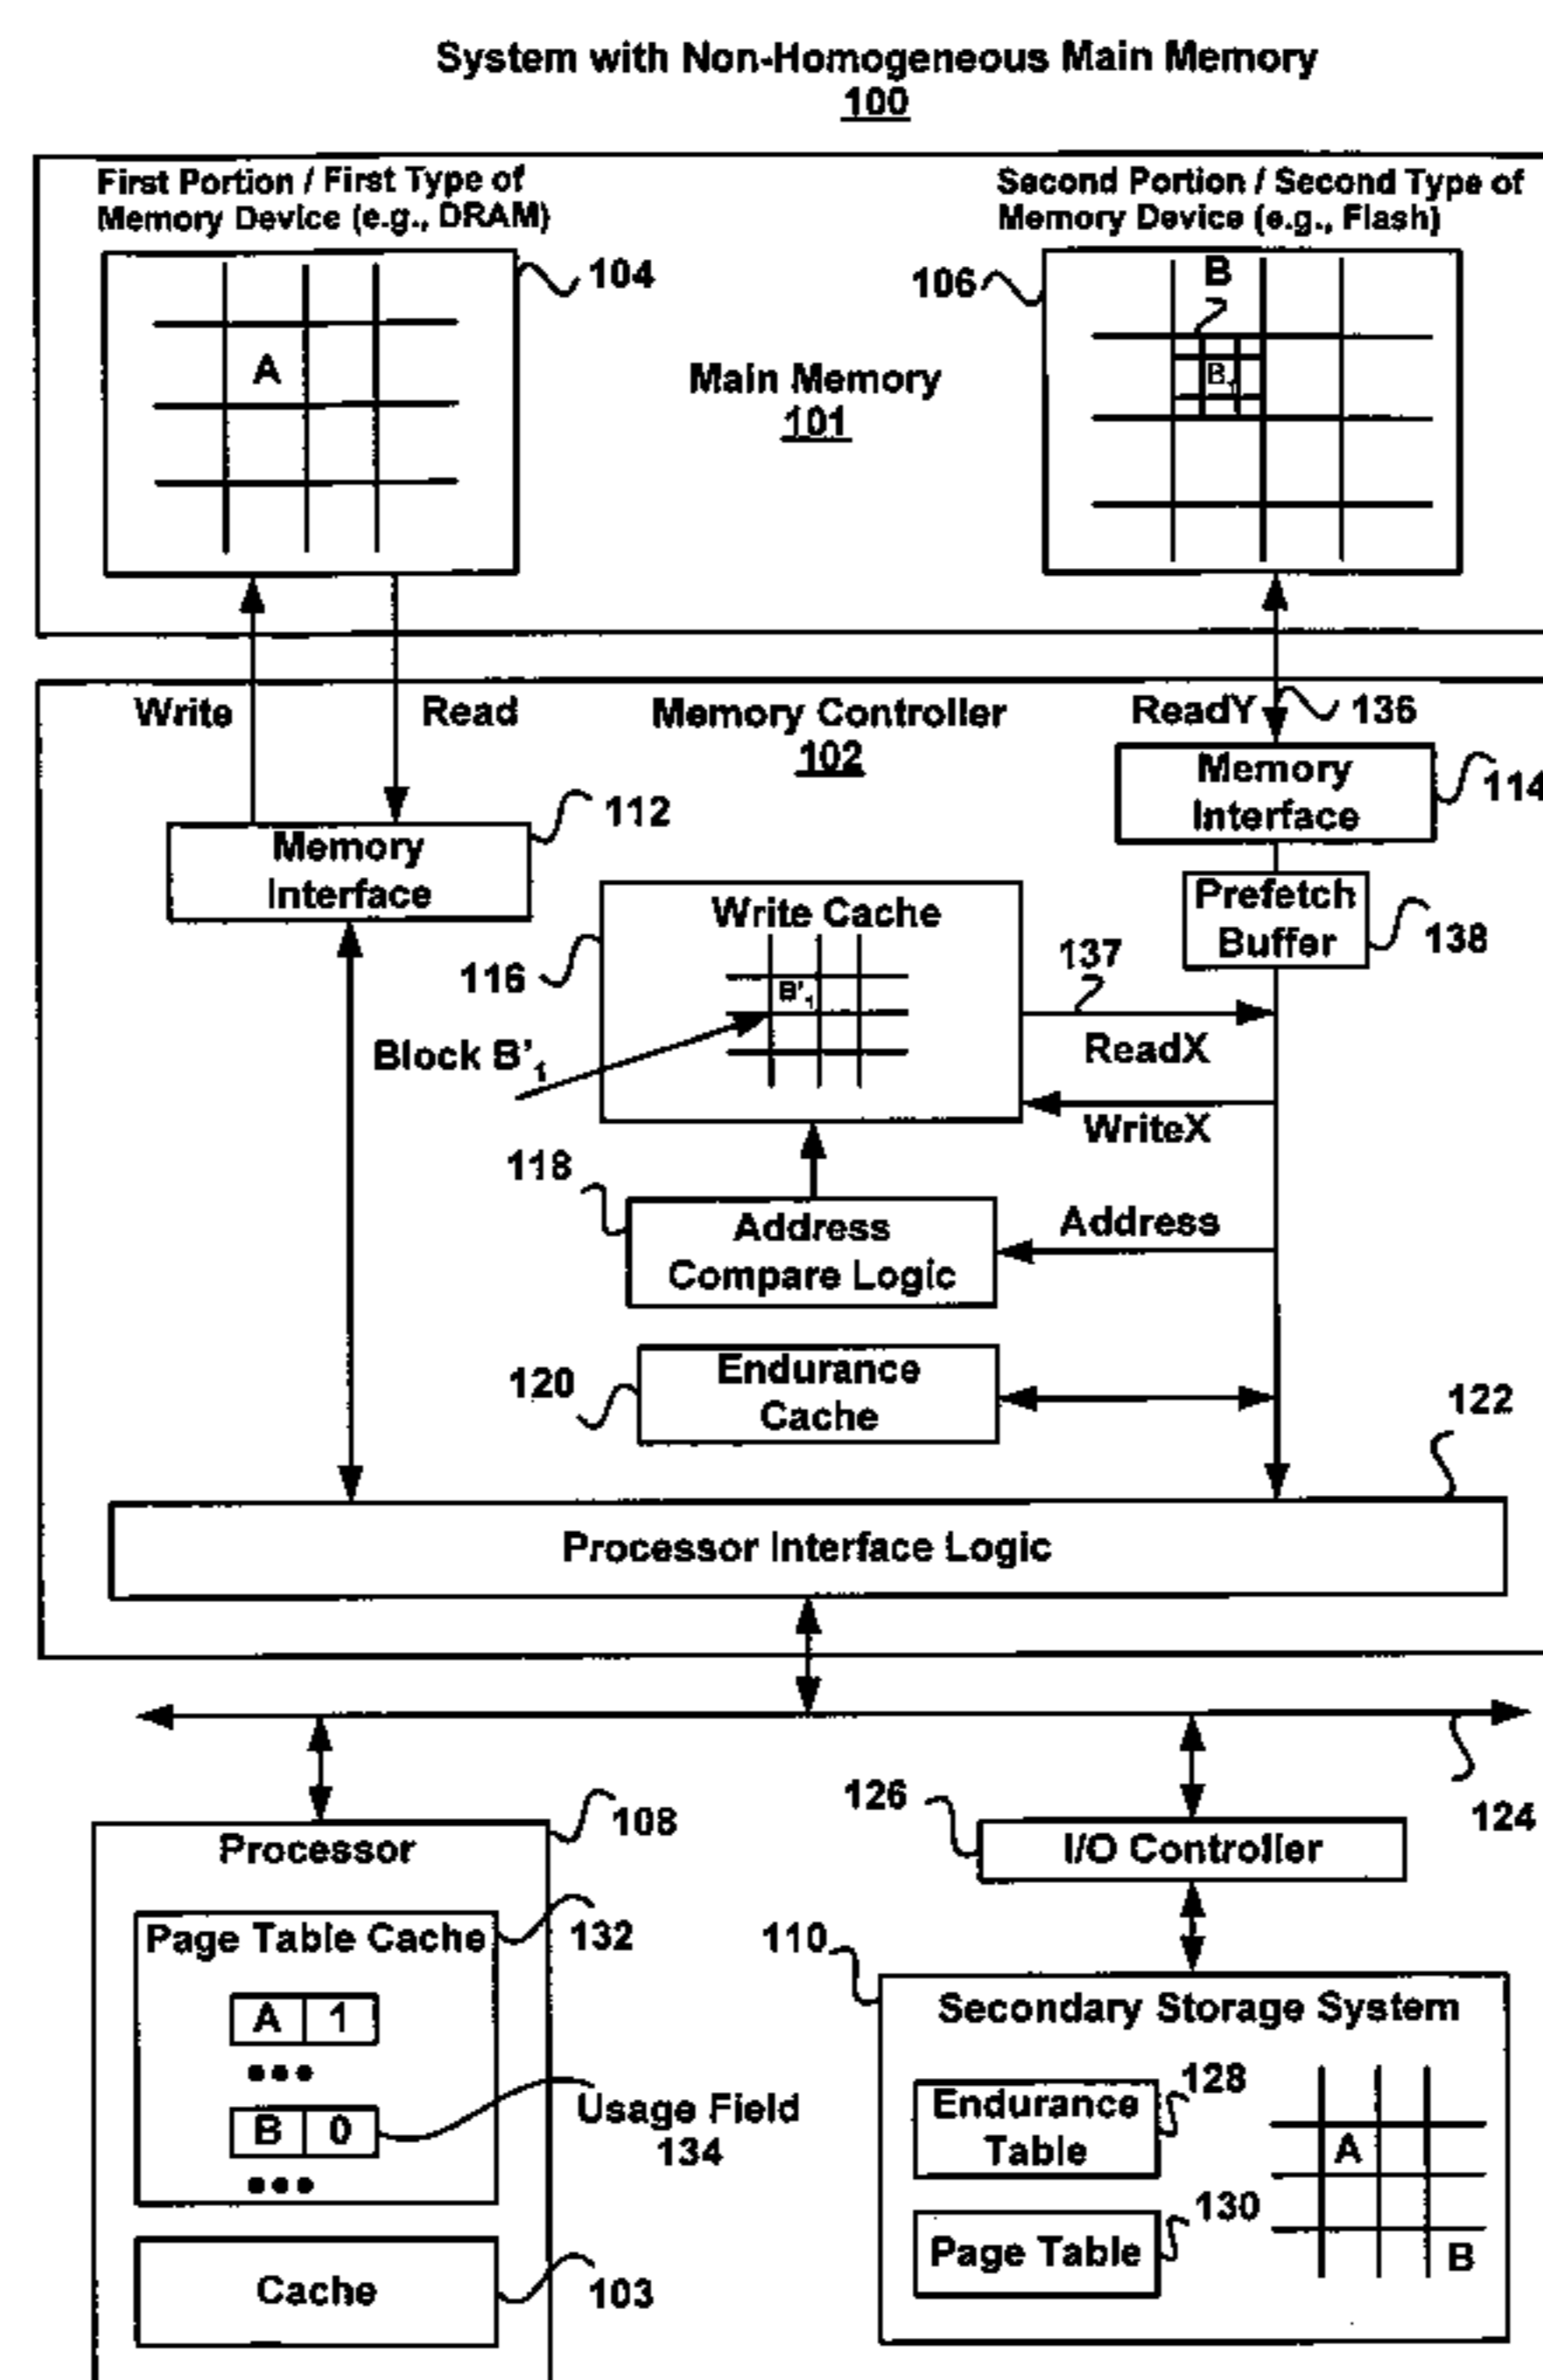 System with Non-Homogeneous Main Memory
100
First Portion / First Type of
Memory Device (e.g., DRAM)
Second Portion / Second Type of
Memory Device (e.g., Flash)
104
106
A
B
B1
Main Memory
101
Write
Read
Memory Controller
102
ReadY
136
Memory
Interface
114
112
Memory
Interface
Prefetch
Buffer
138
Write Cache
116
B'1
137
Block B'1
ReadX
WriteX
118
Address
Compare Logic
Address
120
Endurance
Cache
122
Processor Interface Logic
124
108
126
Processor
I/O Controller
Page Table Cache
132
110
A 1
•••
B 0
•••
Usage Field
134
Secondary Storage System
Endurance
Table
128
A
Page Table
130
B
Cache
103